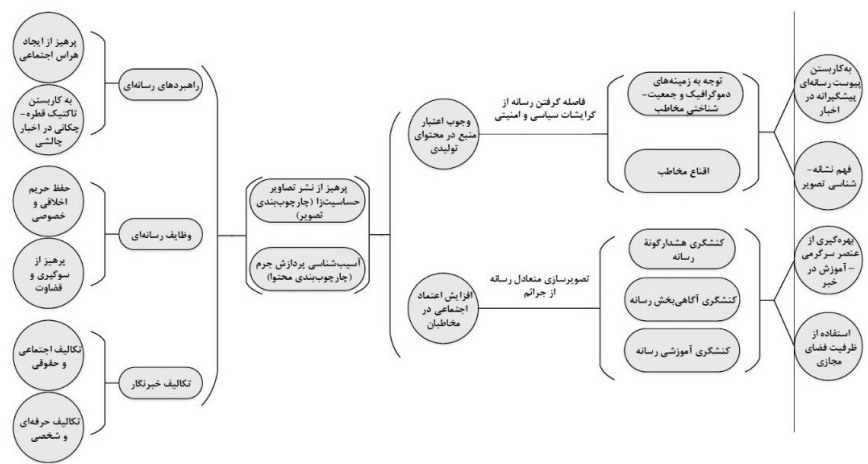 به‌کاربستن
پیوست رسانه‌ای
پیشگیرانه در
اخبار
فهم نشانه-
شناسی تصویر
بهره‌گیری از
عنصر سرگرمی
– آموزش در
خبر
استفاده از
ظرفیت فضای
مجازی
توجه به زمینه‌های
دموگرافیک و جمعیت-
شناختی مخاطب
اقناع مخاطب
کنشگری هشدارگونهٔ
رسانه
کنشگری آگاهی‌بخش رسانه
کنشگری آموزشی رسانه
فاصله گرفتن رسانه از
گرایشات سیاسی و امنیتی
تصویرسازی متعادل رسانه
از جرائم
وجوب اعتبار
منبع در محتوای
تولیدی
افزایش اعتماد
اجتماعی در
مخاطبان
پرهیز از نشر تصاویر
حساسیت‌زا (چارچوب‌بندی
تصویر)
آسیب‌شناسی پردازش جرم
(چارچوب‌بندی محتوا)
راهبردهای رسانه‌ای
وظایف رسانه‌ای
تکالیف خبرنگار
پرهیز از ایجاد
هراس اجتماعی
به کاربستن
تاکتیک قطره-
چکانی در اخبار
چالشی
حفظ حریم
اخلاقی و
خصوصی
پرهیز از
سوگیری و
قضاوت
تکالیف اجتماعی
و حقوقی
تکالیف حرفه‌ای
و شخصی